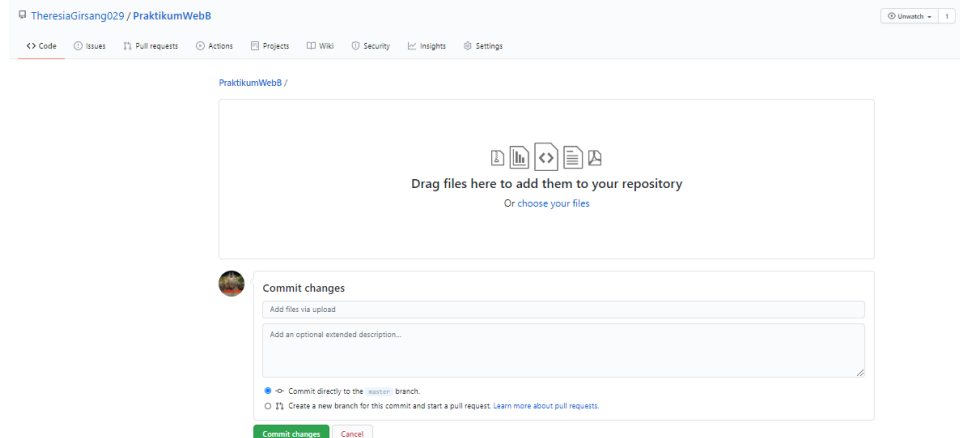 TheresiaGirsang029 / PraktikumWebB
Unwatch 1
Code Issues Pull requests Actions Projects Wiki Security Insights Settings
PraktikumWebB /
Drag files here to add them to your repository
Or choose your files
Commit changes
Add files via upload
Add an optional extended description...
Commit directly to the master branch.
Create a new branch for this commit and start a pull request. Learn more about pull requests.
Commit changes Cancel